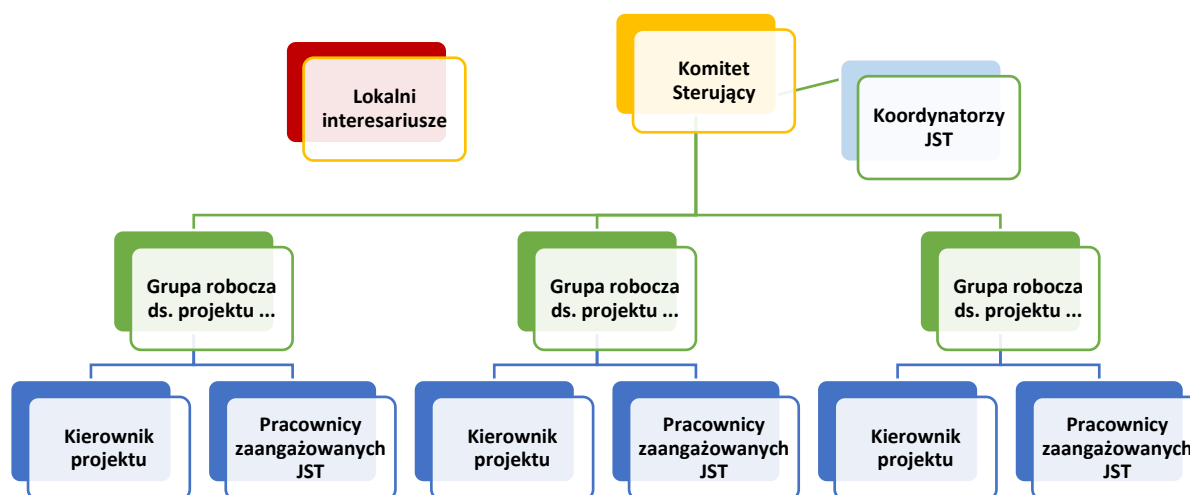 Lokalni
interesariusze
Komitet
Sterujący
Koordynatorzy
JST
Grupa robocza
ds. projektu ...
Grupa robocza
ds. projektu ...
Grupa robocza
ds. projektu ...
Kierownik
projektu
Pracownicy
zaangażowanych
JST
Kierownik
projektu
Pracownicy
zaangażowanych
JST
Kierownik
projektu
Pracownicy
zaangażowanych
JST